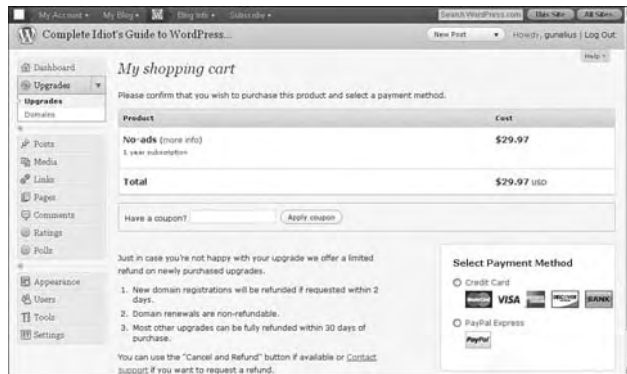 My Account
My Blog
Blog Info
Subscribe
Search WordPress.com
This Site
All Sites
Complete Idiot's Guide to WordPress...
New Post
Howdy, gunelius | Log Out
Help
Dashboard
Upgrades
Upgrades
Domains
Posts
Media
Links
Pages
Comments
Ratings
Polls
Appearance
Users
Tools
Settings
My shopping cart
Please confirm that you wish to purchase this product and select a payment method.
Product Cost
No-ads (more info) $29.97
1 year subscription
Total $29.97 USD
Have a coupon? Apply coupon
Just in case you're not happy with your upgrade we offer a limited
refund on newly purchased upgrades.
1. New domain registrations will be refunded if requested within 2
days.
2. Domain renewals are non-refundable.
3. Most other upgrades can be fully refunded within 30 days of
purchase.
You can use the "Cancel and Refund" button if available or Contact
support if you want to request a refund.
Select Payment Method
Credit Card
MasterCard VISA DISCOVER BANK
PayPal Express
PayPal